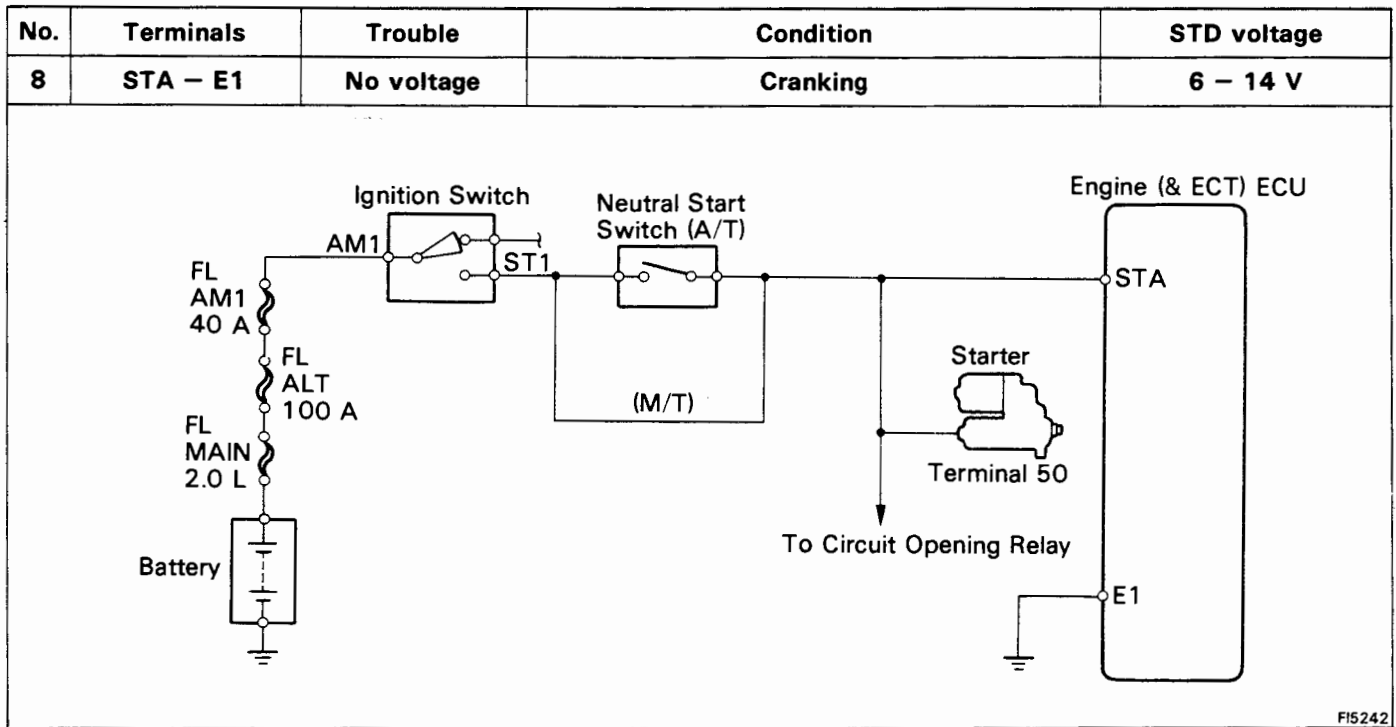 No. Terminals Trouble Condition STD voltage
8 STA — E1 No voltage Cranking 6 — 14 V
Engine (& ECT) ECU
Ignition Switch
Neutral Start
Switch (A/T)
AM1
ST1
STA
FL
AM1
40 A
FL
ALT
100 A
FL
MAIN
2.0 L
(M/T)
Starter
Terminal 50
To Circuit Opening Relay
Battery
E1
FI5242